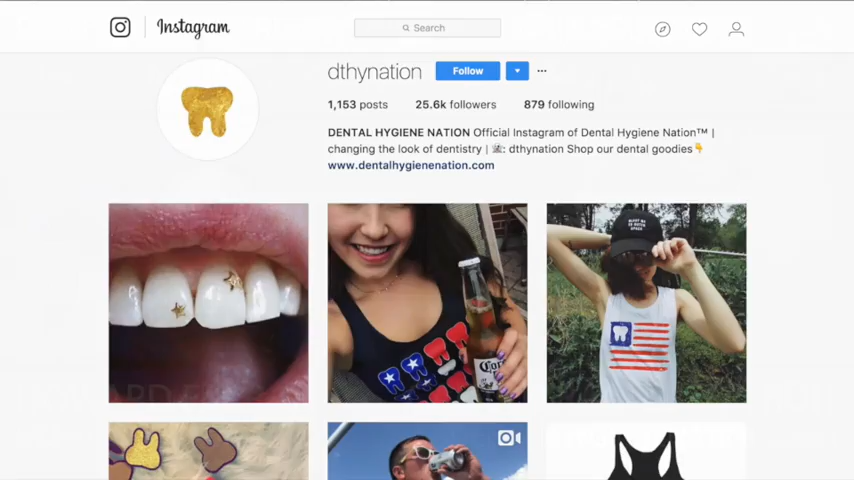 Instagram
Search
dthynation
Follow
1,153 posts 25.6k followers 879 following
DENTAL HYGIENE NATION Official Instagram of Dental Hygiene Nation™ |
changing the look of dentistry | 👻: dthynation Shop our dental goodies👇
www.dentalhygienenation.com
Corona